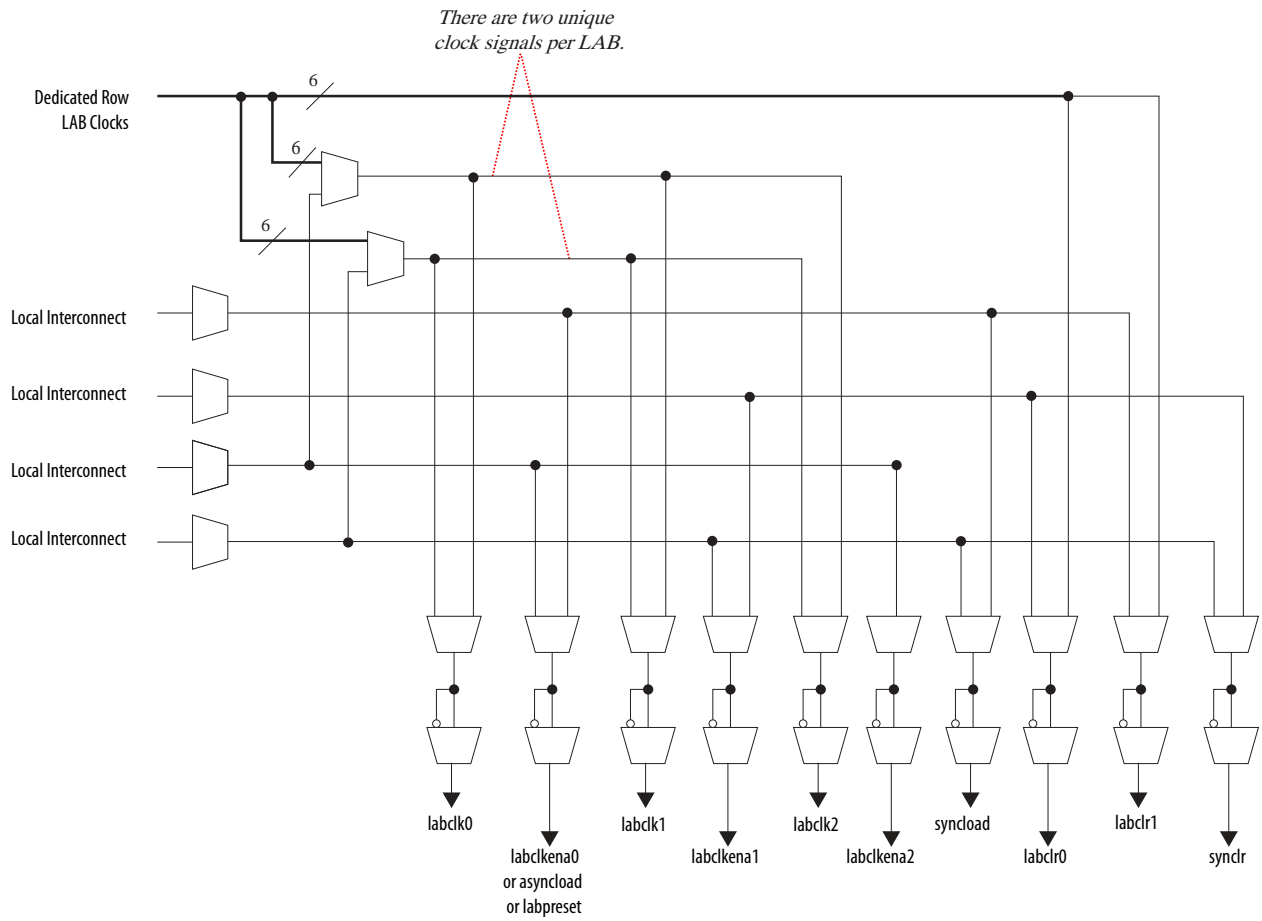 There are two unique
clock signals per LAB.
6
Dedicated Row
LAB Clocks
6
6
Local Interconnect
Local Interconnect
Local Interconnect
Local Interconnect
labclk0
labclk1
labclk2
syncload
labclr1
labclkena0
or asyncload
or labpreset
labclkena1
labclkena2
labclr0
synclr